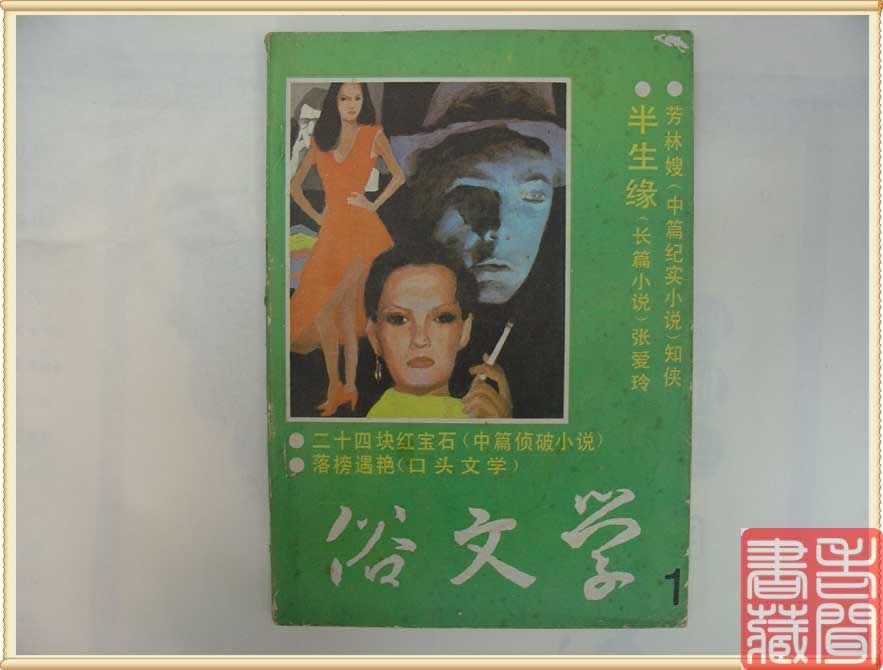 芳林嫂(中篇纪实小说)知侠
半生缘(长篇小说)张爱玲
二十四块红宝石(中篇侦破小说)
落榜遇艳(口头文学)
俗文学
1
書藏